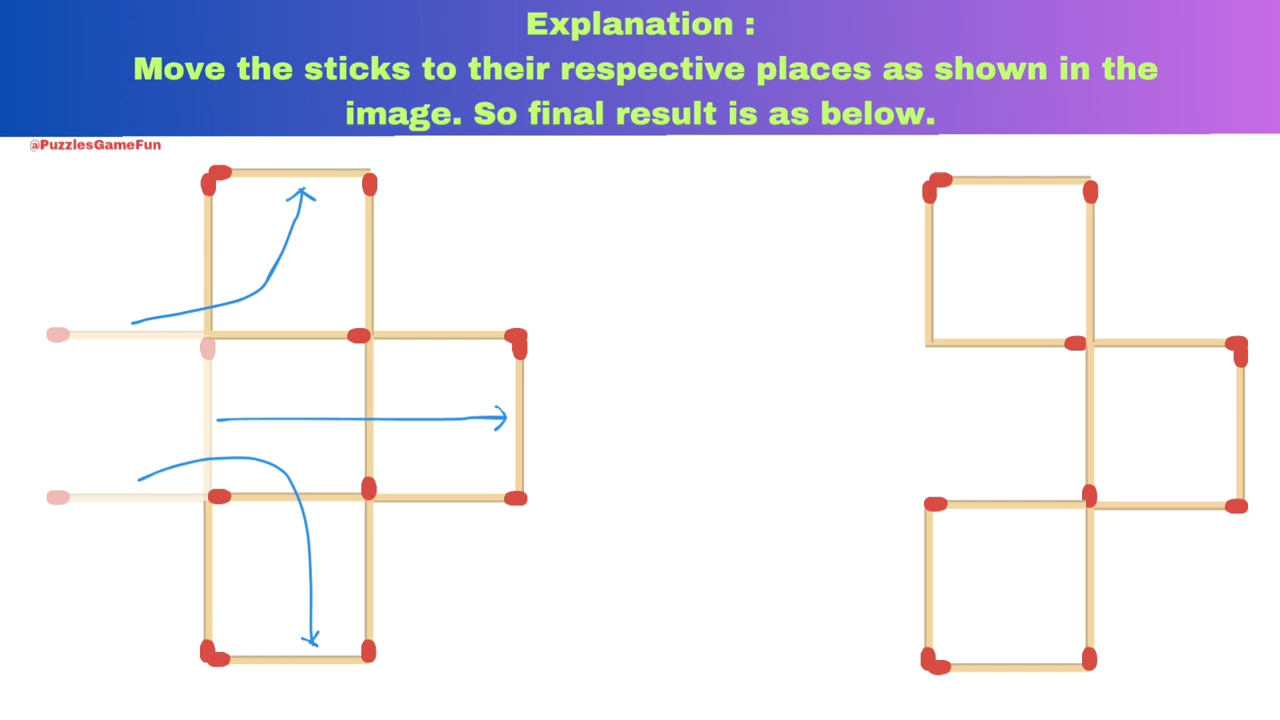 Explanation :
Move the sticks to their respective places as shown in the
image. So final result is as below.
@PuzzlesGameFun